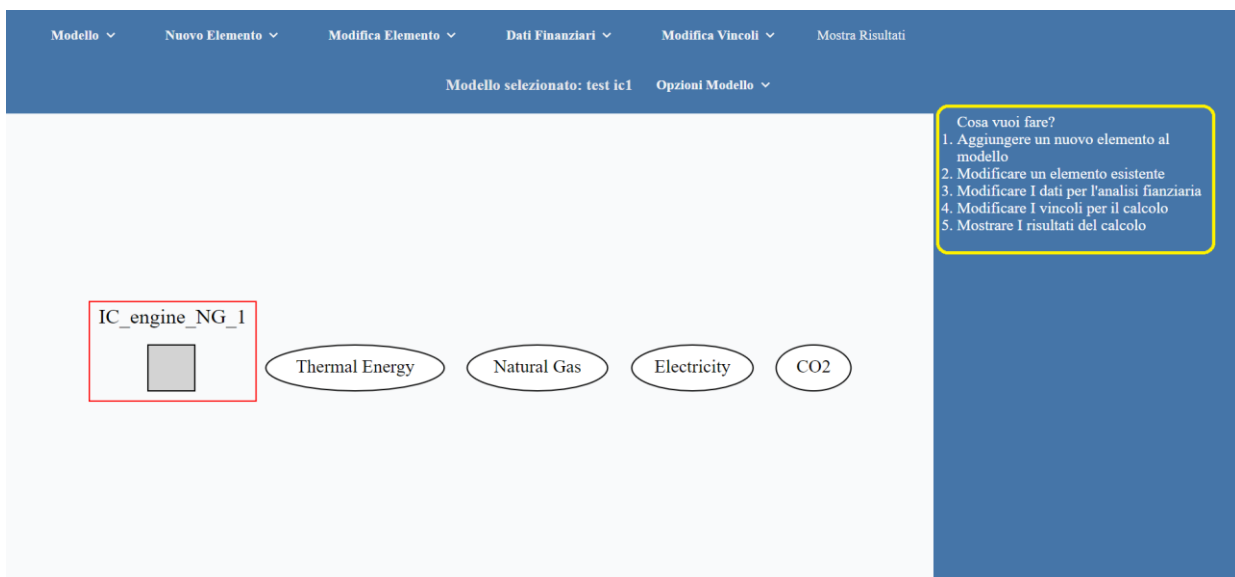 Modello Nuovo Elemento Modifica Elemento Dati Finanziari Modifica Vincoli Mostra Risultati
Modello selezionato: test ic1 Opzioni Modello
Cosa vuoi fare?
1. Aggiungere un nuovo elemento al
modello
2. Modificare un elemento esistente
3. Modificare I dati per l'analisi fianziaria
4. Modificare I vincoli per il calcolo
5. Mostrare I risultati del calcolo
IC_engine_NG_1
Thermal Energy Natural Gas Electricity CO2